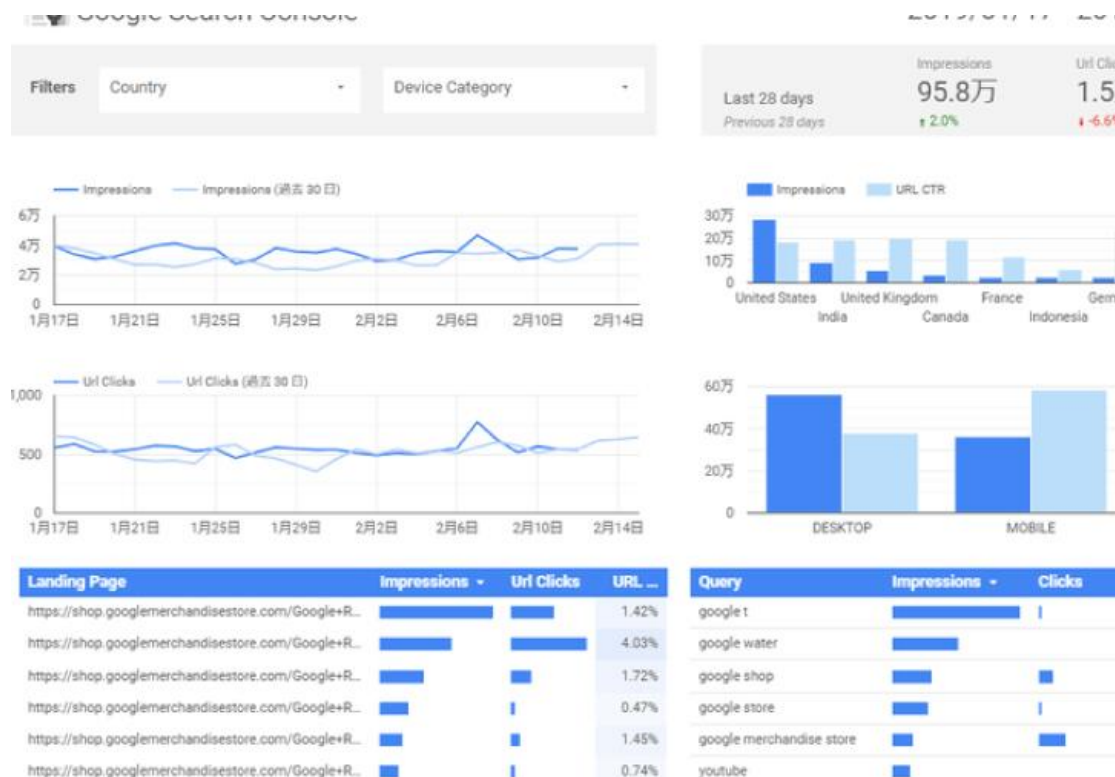 Google Search Console
Filters
Country
Device Category
Impressions
Url Clic
Last 28 days
95.8万
1.5
Previous 28 days
2.0%
-6.6%
Impressions
Impressions (過去 30 日)
6万
4万
2万
0
1月17日 1月21日 1月25日 1月29日 2月2日 2月6日 2月10日 2月14日
Impressions
URL CTR
30万
20万
10万
0
United States
United Kingdom
France
Germ
India
Canada
Indonesia
Url Clicks
Url Clicks (過去 30 日)
1,000
500
0
1月17日 1月21日 1月25日 1月29日 2月2日 2月6日 2月10日 2月14日
60万
40万
20万
0
DESKTOP
MOBILE
Landing Page Impressions Url Clicks URL ...
https://shop.googlemerchandisestore.com/Google+R... 1.42%
https://shop.googlemerchandisestore.com/Google+R... 4.03%
https://shop.googlemerchandisestore.com/Google+R... 1.72%
https://shop.googlemerchandisestore.com/Google+R... 0.47%
https://shop.googlemerchandisestore.com/Google+R... 1.45%
https://shop.googlemerchandisestore.com/Google+R... 0.74%
Query Impressions Clicks
google t
google water
google shop
google store
google merchandise store
youtube